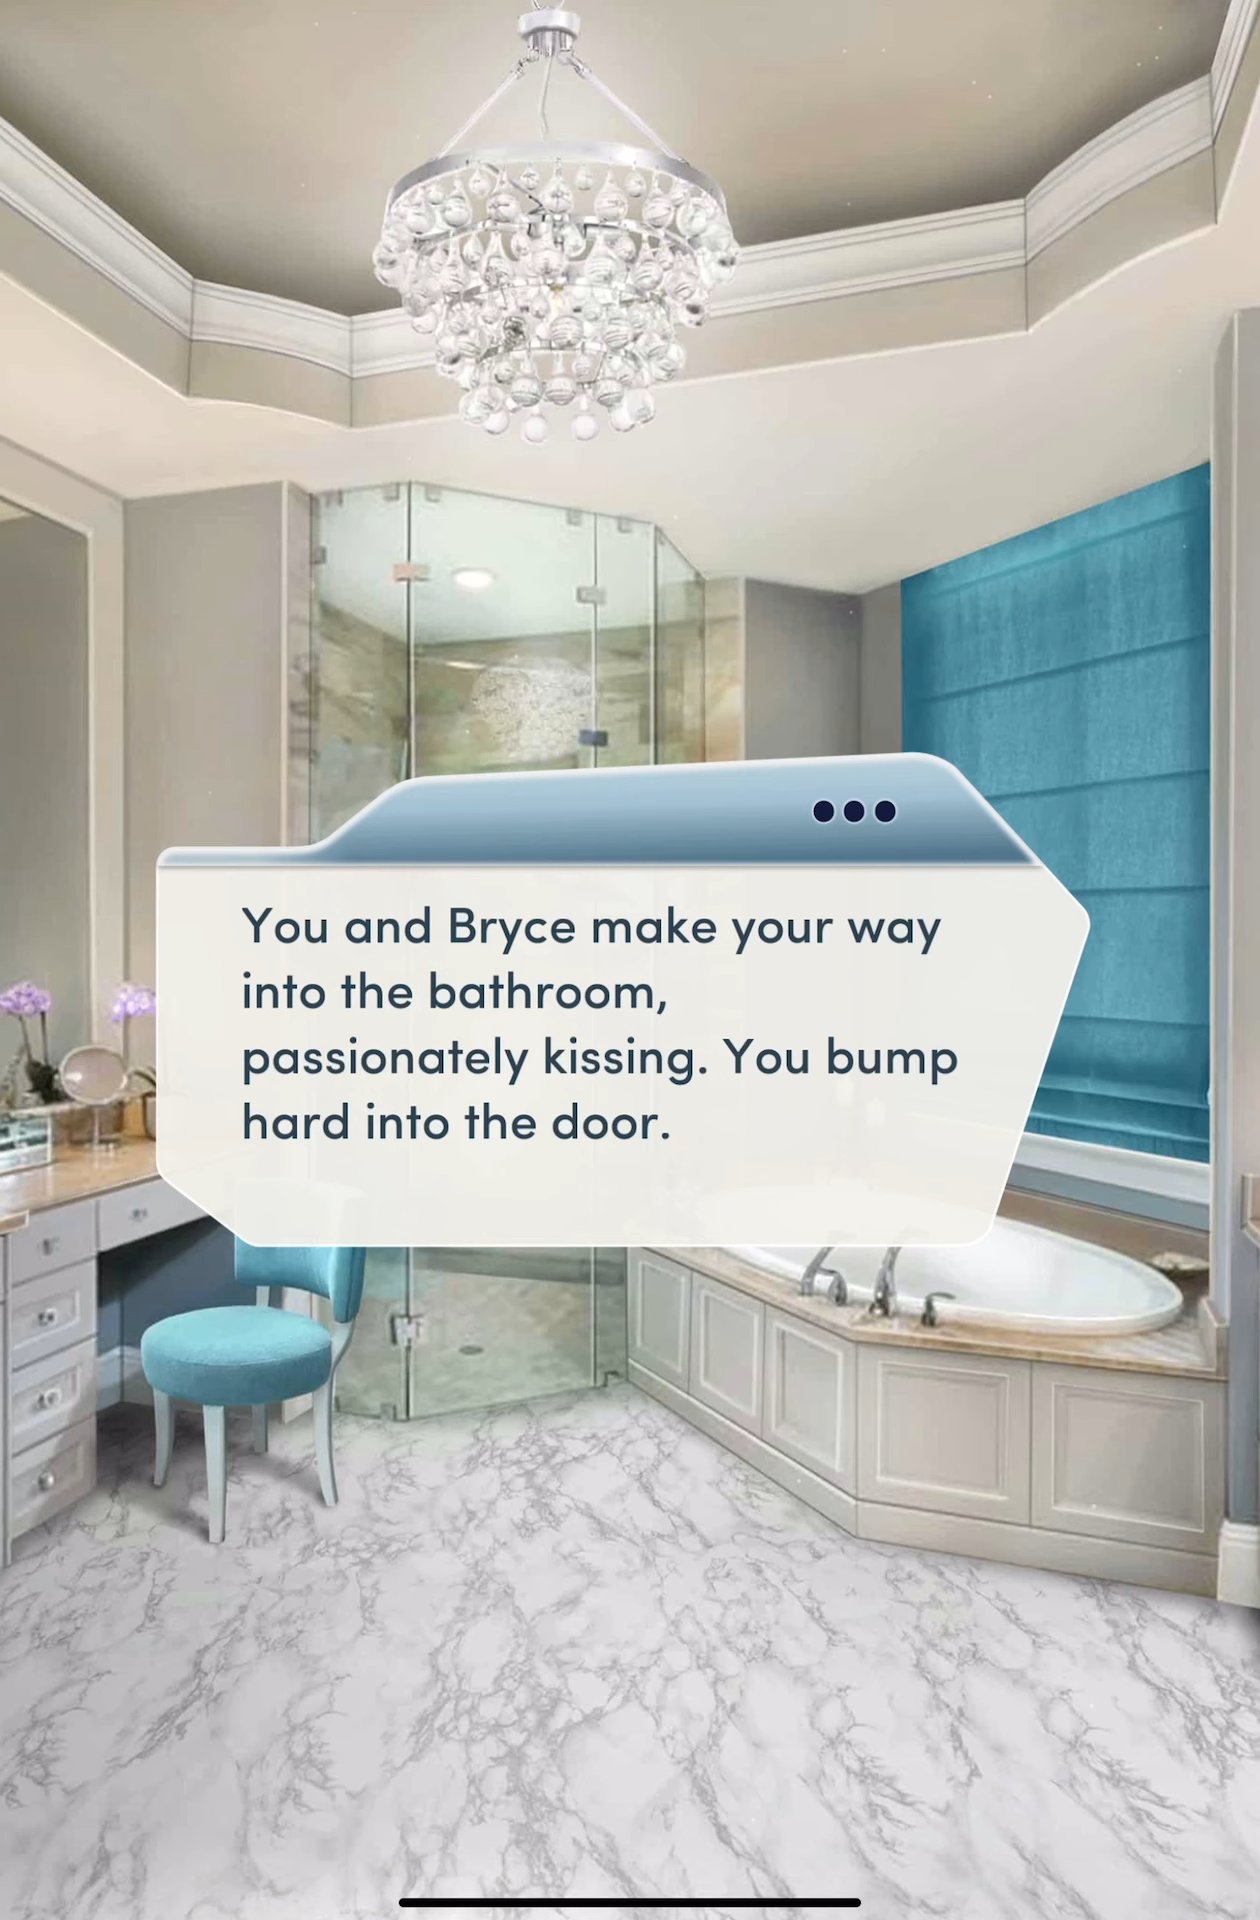 You and Bryce make your way
into the bathroom,
passionately kissing. You bump
hard into the door.